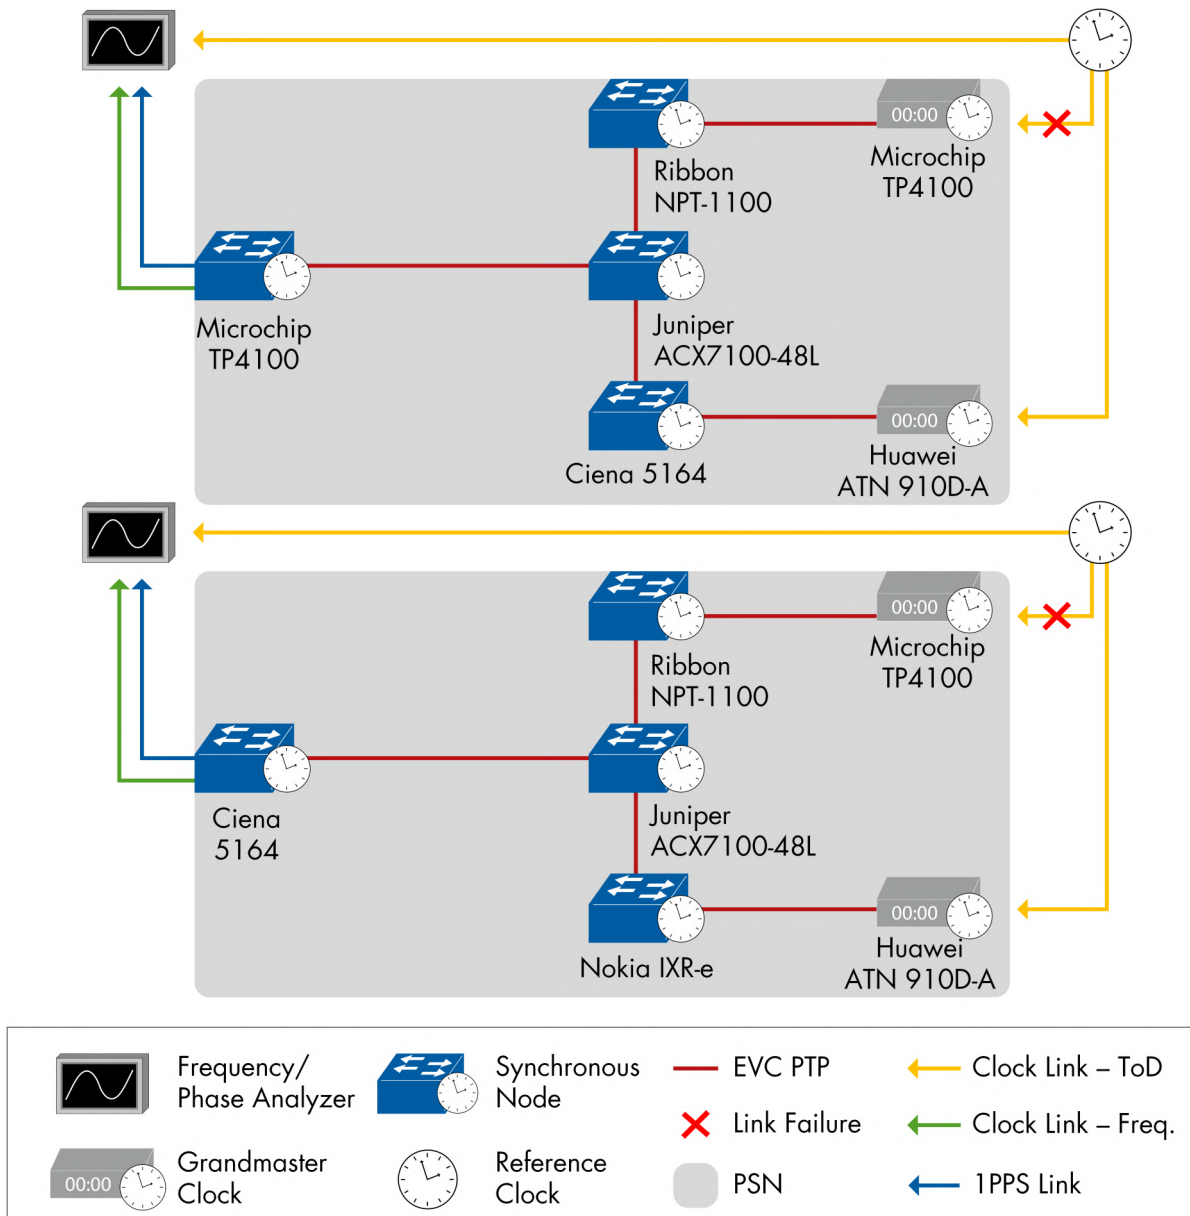 00:00
Microchip
TP4100
Ribbon
NPT-1100
Microchip
TP4100
Juniper
ACX7100-48L
00:00
Ciena 5164
Huawei
ATN 910D-A
00:00
Microchip
TP4100
Ribbon
NPT-1100
Ciena
5164
Juniper
ACX7100-48L
00:00
Nokia IXR-e
Huawei
ATN 910D-A
Frequency/
Phase Analyzer
Synchronous
Node
EVC PTP
Clock Link – ToD
Link Failure
Clock Link – Freq.
00:00
Grandmaster
Clock
Reference
Clock
PSN
1PPS Link